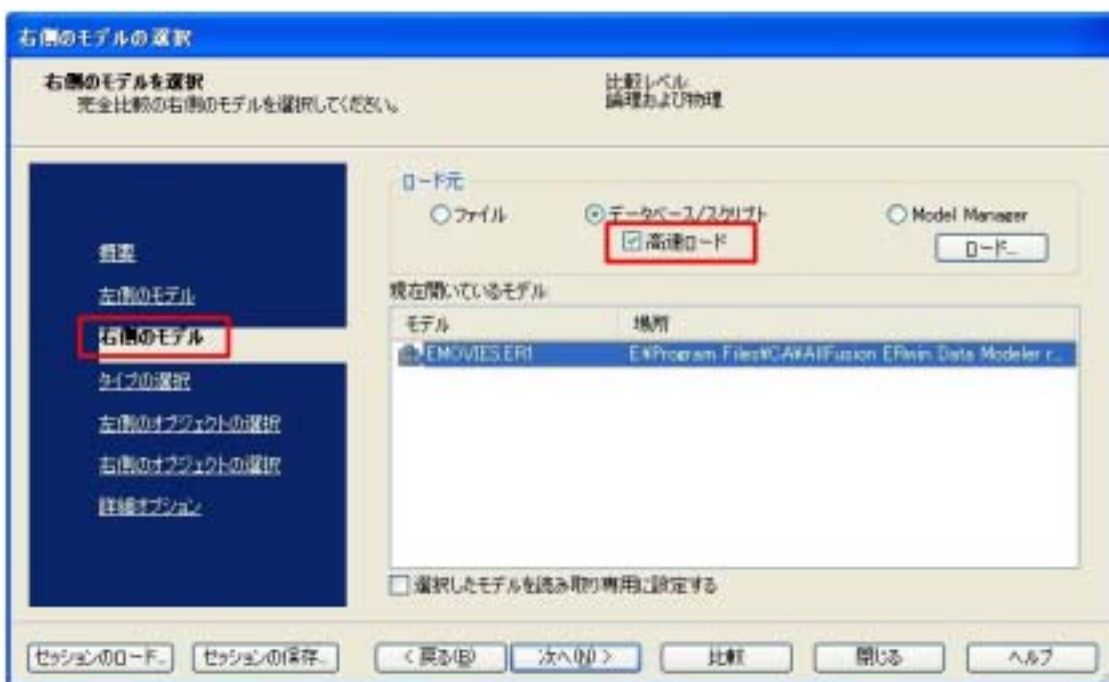 右側のモデルの選択
右側のモデルを選択
完全比較の右側のモデルを選択してください。
比較レベル
論理および物理
概要
左側のモデル
右側のモデル
タイプの選択
左側のオブジェクトの選択
右側のオブジェクトの選択
詳細オプション
ロード元
ファイル
データベース/スクリプト
Model Manager
高速ロード
ロード...
現在開いているモデル
モデル 場所
EMOVIES.ER1 E:¥Program Files¥CA¥AllFusion ERwin Data Modeler r...
選択したモデルを読み取り専用に設定する
セッションのロード...
セッションの保存...
< 戻る(B)
次へ(N) >
比較
閉じる
ヘルプ